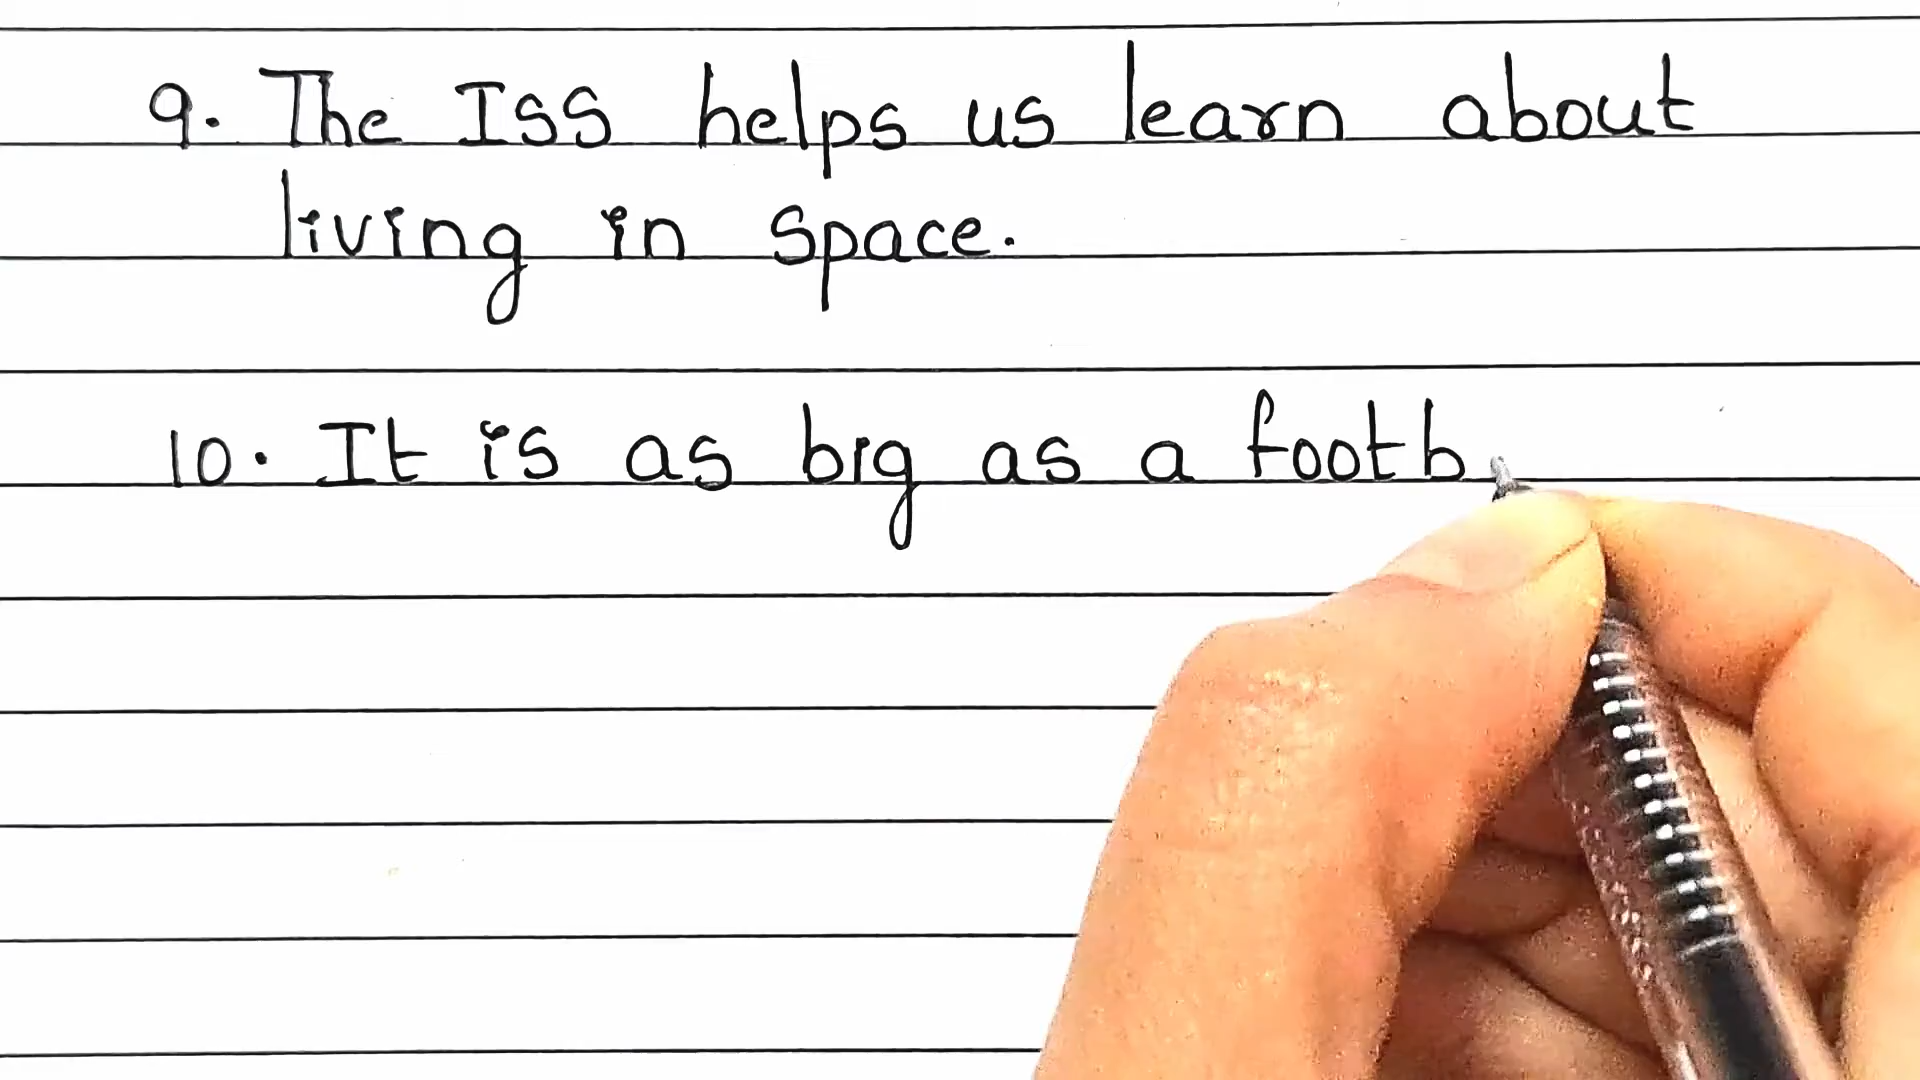 9. The ISS helps us learn about
living in space.
10. It is as big as a footb